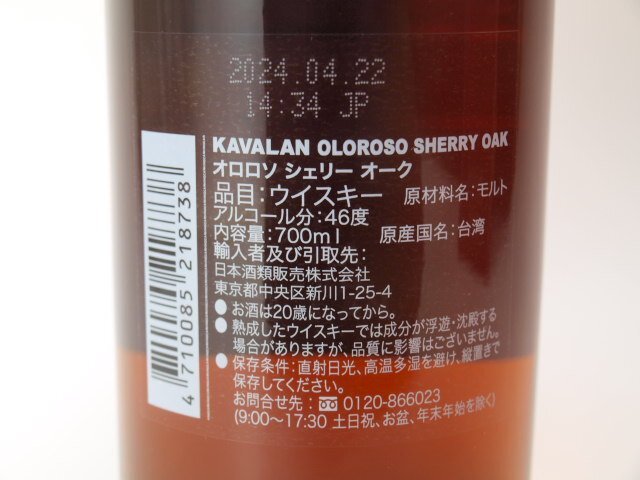 2024.04.22
14:34 JP
KAVALAN OLOROSO SHERRY OAK
オロロソ シェリー オーク
品目：ウイスキー 原材料名：モルト
アルコール分：46度
内容量：700ml 原産国名：台湾
輸入者及び引取先：
日本酒類販売株式会社
東京都中央区新川1-25-4
●お酒は20歳になってから。
●熟成したウイスキーでは成分が浮遊・沈殿する
場合がありますが、品質に影響はございません。
●保存条件：直射日光、高温多湿を避け、縦置きで
保存してください。
お問合せ先：0120-866023
(9:00～17:30 土日祝、お盆、年末年始を除く)
4710085218738